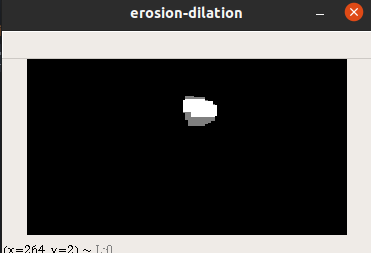 erosion-dilation
(x=264, y=2) ~ L:0